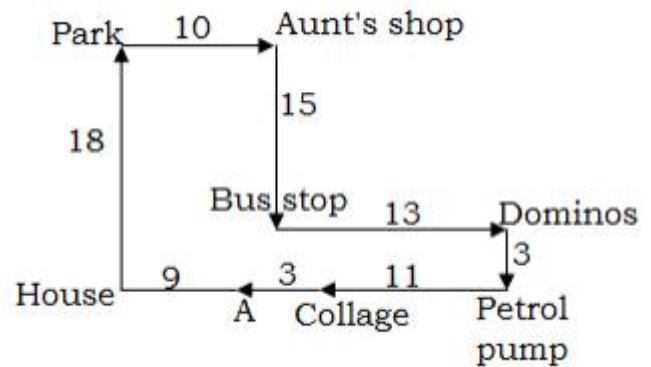 Park
10
Aunt's shop
15
18
Bus stop
13
Dominos
3
House
9
A
3
Collage
11
Petrol
pump